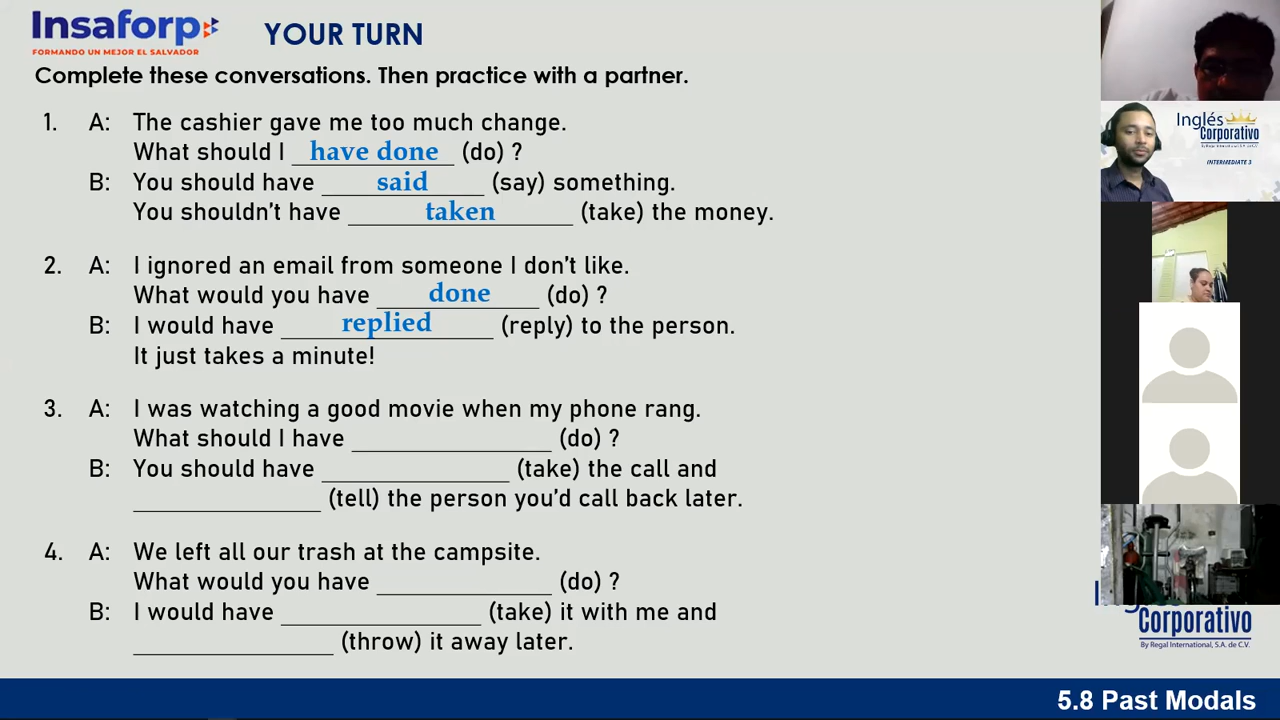 Insaforp
FORMANDO UN MEJOR EL SALVADOR
YOUR TURN
Complete these conversations. Then practice with a partner.
1. A: The cashier gave me too much change.
What should I have done (do) ?
B: You should have said (say) something.
You shouldn't have taken (take) the money.
2. A: I ignored an email from someone I don't like.
What would you have done (do) ?
B: I would have replied (reply) to the person.
It just takes a minute!
3. A: I was watching a good movie when my phone rang.
What should I have ____ (do) ?
B: You should have ____ (take) the call and
____ (tell) the person you'd call back later.
4. A: We left all our trash at the campsite.
What would you have ____ (do) ?
B: I would have ____ (take) it with me and
____ (throw) it away later.
Inglés
Corporativo
INTERMEDIATE 3
Corporativo
By Regal International, S.A. de C.V.
5.8 Past Modals